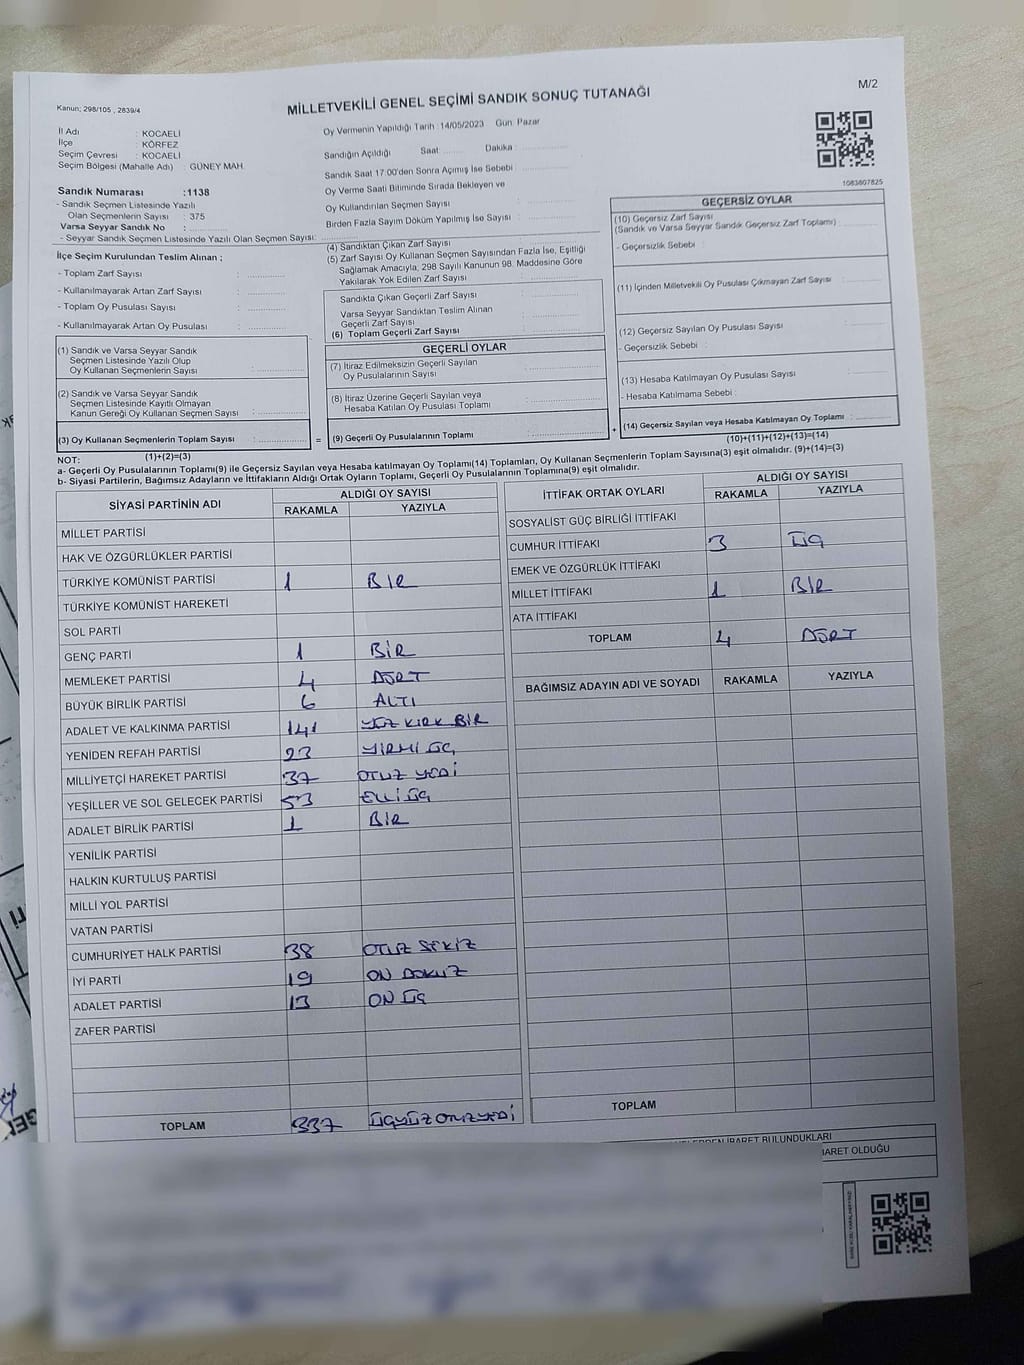 M/2
Kanun; 298/105 , 2839/4
MİLLETVEKİLİ GENEL SEÇİMİ SANDIK SONUÇ TUTANAĞI
İl Adı : KOCAELİ
İlçe : KÖRFEZ
Seçim Çevresi : KOCAELİ
Seçim Bölgesi (Mahalle Adı) : GÜNEY MAH.
Sandık Numarası :1138
- Sandık Seçmen Listesinde Yazılı
Olan Seçmenlerin Sayısı : 375
Varsa Seyyar Sandık No :
- Seyyar Sandık Seçmen Listesinde Yazılı Olan Seçmen Sayısı:
İlçe Seçim Kurulundan Teslim Alınan ;
- Toplam Zarf Sayısı :
- Kullanılmayarak Artan Zarf Sayısı :
- Toplam Oy Pusulası Sayısı :
- Kullanılmayarak Artan Oy Pusulası :
(1) Sandık ve Varsa Seyyar Sandık
Seçmen Listesinde Yazılı Olup
Oy Kullanan Seçmenlerin Sayısı :
(2) Sandık ve Varsa Seyyar Sandık
Seçmen Listesinde Kayıtlı Olmayan
Kanun Gereği Oy Kullanan Seçmen Sayısı :
(3) Oy Kullanan Seçmenlerin Toplam Sayısı :
(1)+(2)=(3)
Oy Vermenin Yapıldığı Tarih :14/05/2023 Gün: Pazar
Sandığın Açıldığı Saat: Dakika :
Sandık Saat 17.00'den Sonra Açımış İse Sebebi :
Oy Verme Saati Bitiminde Sırada Bekleyen ve
Oy Kullandırılan Seçmen Sayısı :
Birden Fazla Sayım Döküm Yapılmış İse Sayısı :
(4) Sandıktan Çıkan Zarf Sayısı :
(5) Zarf Sayısı Oy Kullanan Seçmen Sayısından Fazla İse, Eşitliği
Sağlamak Amacıyla, 298 Sayılı Kanunun 98. Maddesine Göre
Yakılarak Yok Edilen Zarf Sayısı :
Sandıkta Çıkan Geçerli Zarf Sayısı :
Varsa Seyyar Sandıktan Teslim Alınan
Geçerli Zarf Sayısı :
(6) Toplam Geçerli Zarf Sayısı :
GEÇERLİ OYLAR
(7) İtiraz Edilmeksizin Geçerli Sayılan
Oy Pusulalarının Sayısı :
(8) İtiraz Üzerine Geçerli Sayılan veya
Hesaba Katılan Oy Pusulası Toplamı :
= (9) Geçerli Oy Pusulalarının Toplamı : +
1083807825
GEÇERSİZ OYLAR
(10) Geçersiz Zarf Sayısı
(Sandık ve Varsa Seyyar Sandık Geçersiz Zarf Toplamı) :
- Geçersizlik Sebebi :
(11) İçinden Milletvekili Oy Pusulası Çıkmayan Zarf Sayısı :
(12) Geçersiz Sayılan Oy Pusulası Sayısı :
- Geçersizlik Sebebi :
(13) Hesaba Katılmayan Oy Pusulası Sayısı :
- Hesaba Katılmama Sebebi :
(14) Geçersiz Sayılan veya Hesaba Katılmayan Oy Toplamı :
(10)+(11)+(12)+(13)=(14)
NOT:
a- Geçerli Oy Pusulalarının Toplamı(9) ile Geçersiz Sayılan veya Hesaba katılmayan Oy Toplamı(14) Toplamları, Oy Kullanan Seçmenlerin Toplam Sayısına(3) eşit olmalıdır. (9)+(14)=(3)
b- Siyasi Partilerin, Bağımsız Adayların ve İttifakların Aldığı Ortak Oyların Toplamı, Geçerli Oy Pusulalarının Toplamına(9) eşit olmalıdır.
SİYASİ PARTİNİN ADI ALDIĞI OY SAYISI
RAKAMLA YAZIYLA
MİLLET PARTİSİ
HAK VE ÖZGÜRLÜKLER PARTİSİ
TÜRKİYE KOMÜNİST PARTİSİ 1 BİR
TÜRKİYE KOMÜNİST HAREKETİ
SOL PARTİ
GENÇ PARTİ 1 BİR
MEMLEKET PARTİSİ 4 DÖRT
BÜYÜK BİRLİK PARTİSİ 6 ALTI
ADALET VE KALKINMA PARTİSİ 141 YÜZ KIRK BİR
YENİDEN REFAH PARTİSİ 23 YİRMİ ÜÇ
MİLLİYETÇİ HAREKET PARTİSİ 37 OTUZ YEDİ
YEŞİLLER VE SOL GELECEK PARTİSİ 53 ELLİ ÜÇ
ADALET BİRLİK PARTİSİ 1 BİR
YENİLİK PARTİSİ
HALKIN KURTULUŞ PARTİSİ
MİLLİ YOL PARTİSİ
VATAN PARTİSİ
CUMHURİYET HALK PARTİSİ 38 OTUZ SEKİZ
İYİ PARTİ 19 ON DOKUZ
ADALET PARTİSİ 13 ON ÜÇ
ZAFER PARTİSİ
TOPLAM 337 ÜÇYÜZ OTUZYEDİ
İTTİFAK ORTAK OYLARI ALDIĞI OY SAYISI
RAKAMLA YAZIYLA
SOSYALİST GÜÇ BİRLİĞİ İTTİFAKI
CUMHUR İTTİFAKI 3 ÜÇ
EMEK VE ÖZGÜRLÜK İTTİFAKI
MİLLET İTTİFAKI 1 BİR
ATA İTTİFAKI
TOPLAM 4 DÖRT
BAĞIMSIZ ADAYIN ADI VE SOYADI RAKAMLA YAZIYLA
TOPLAM
İBARET BULUNDUKLARI
İBARET OLDUĞU